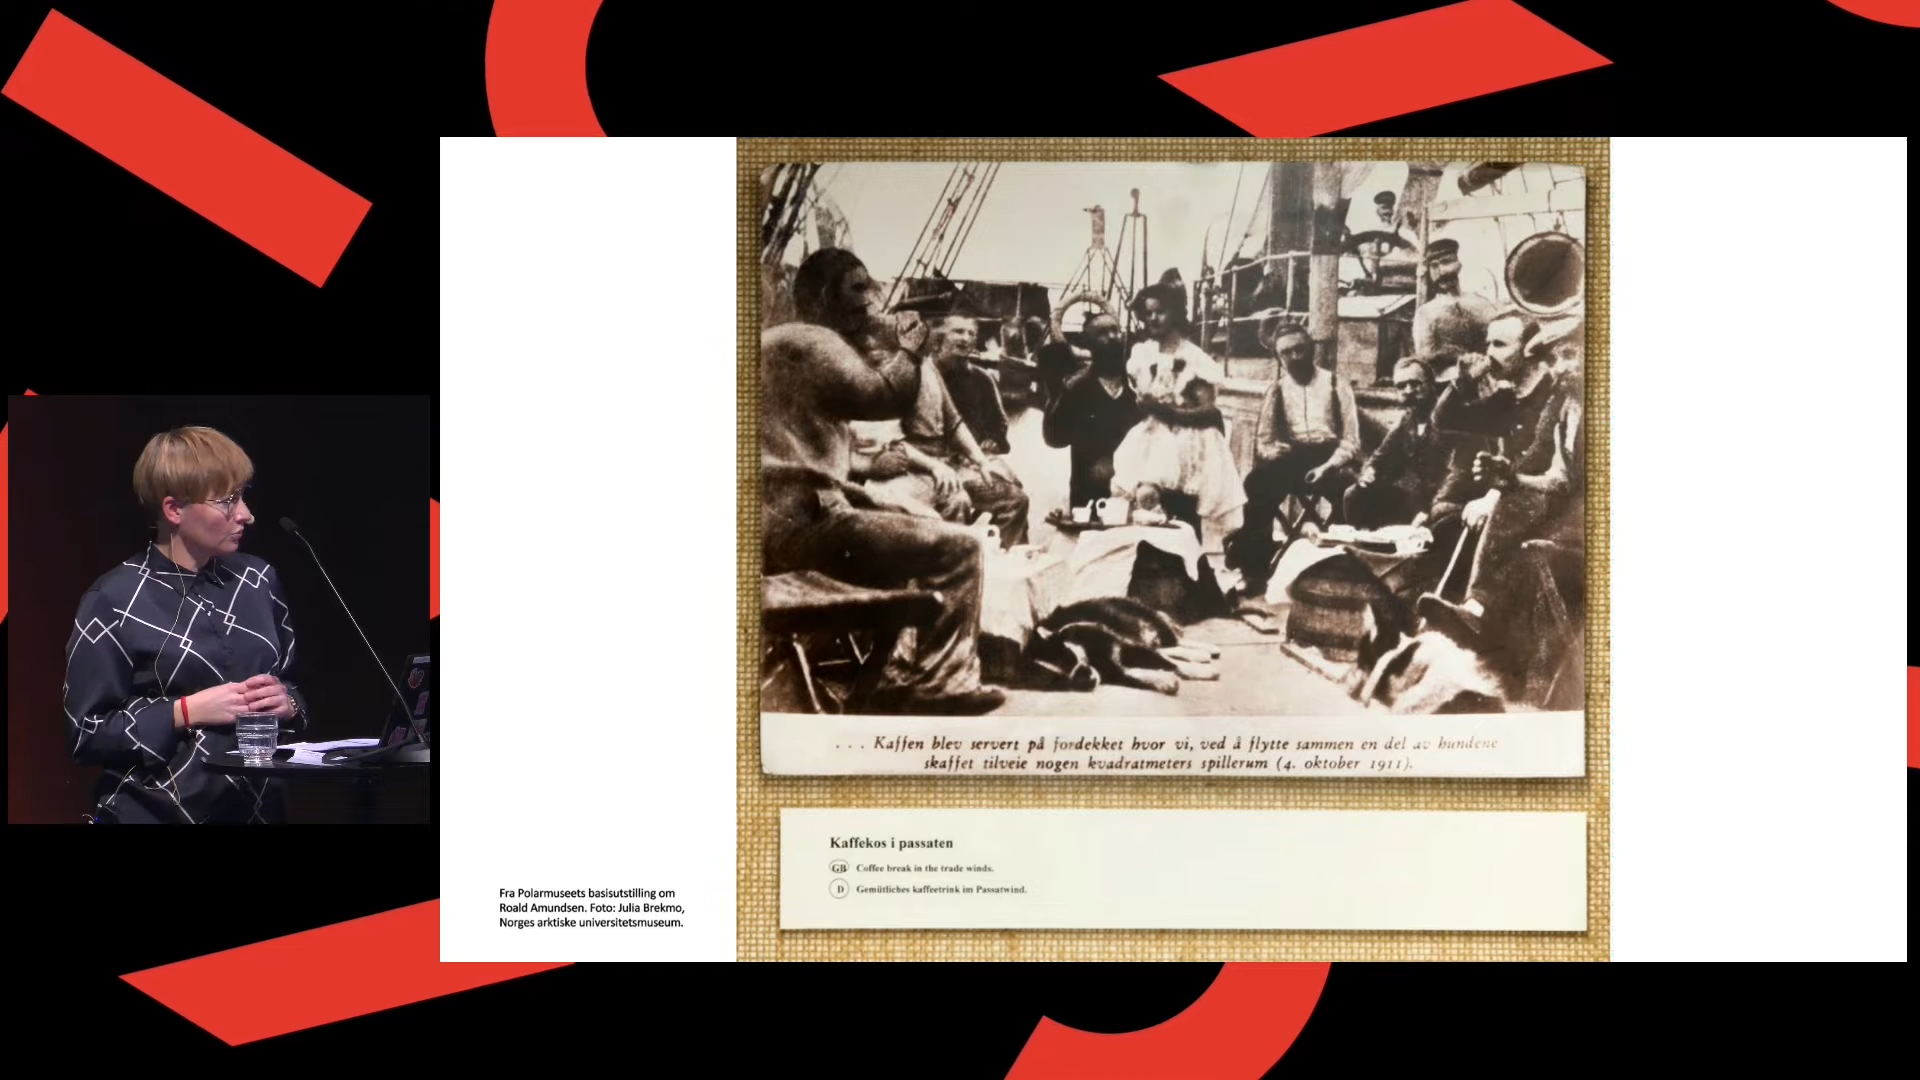 . . . Kaffen blev servert på fordekket hvor vi, ved å flytte sammen en del av hundene
skaffet tilveie nogen kvadratmeters spillerum (4. oktober 1911).
Kaffekos i passaten
GB Coffee break in the trade winds.
D Gemütliches kaffeetrink im Passatwind.
Fra Polarmuseets basisutstilling om
Roald Amundsen. Foto: Julia Brekmo,
Norges arktiske universitetsmuseum.